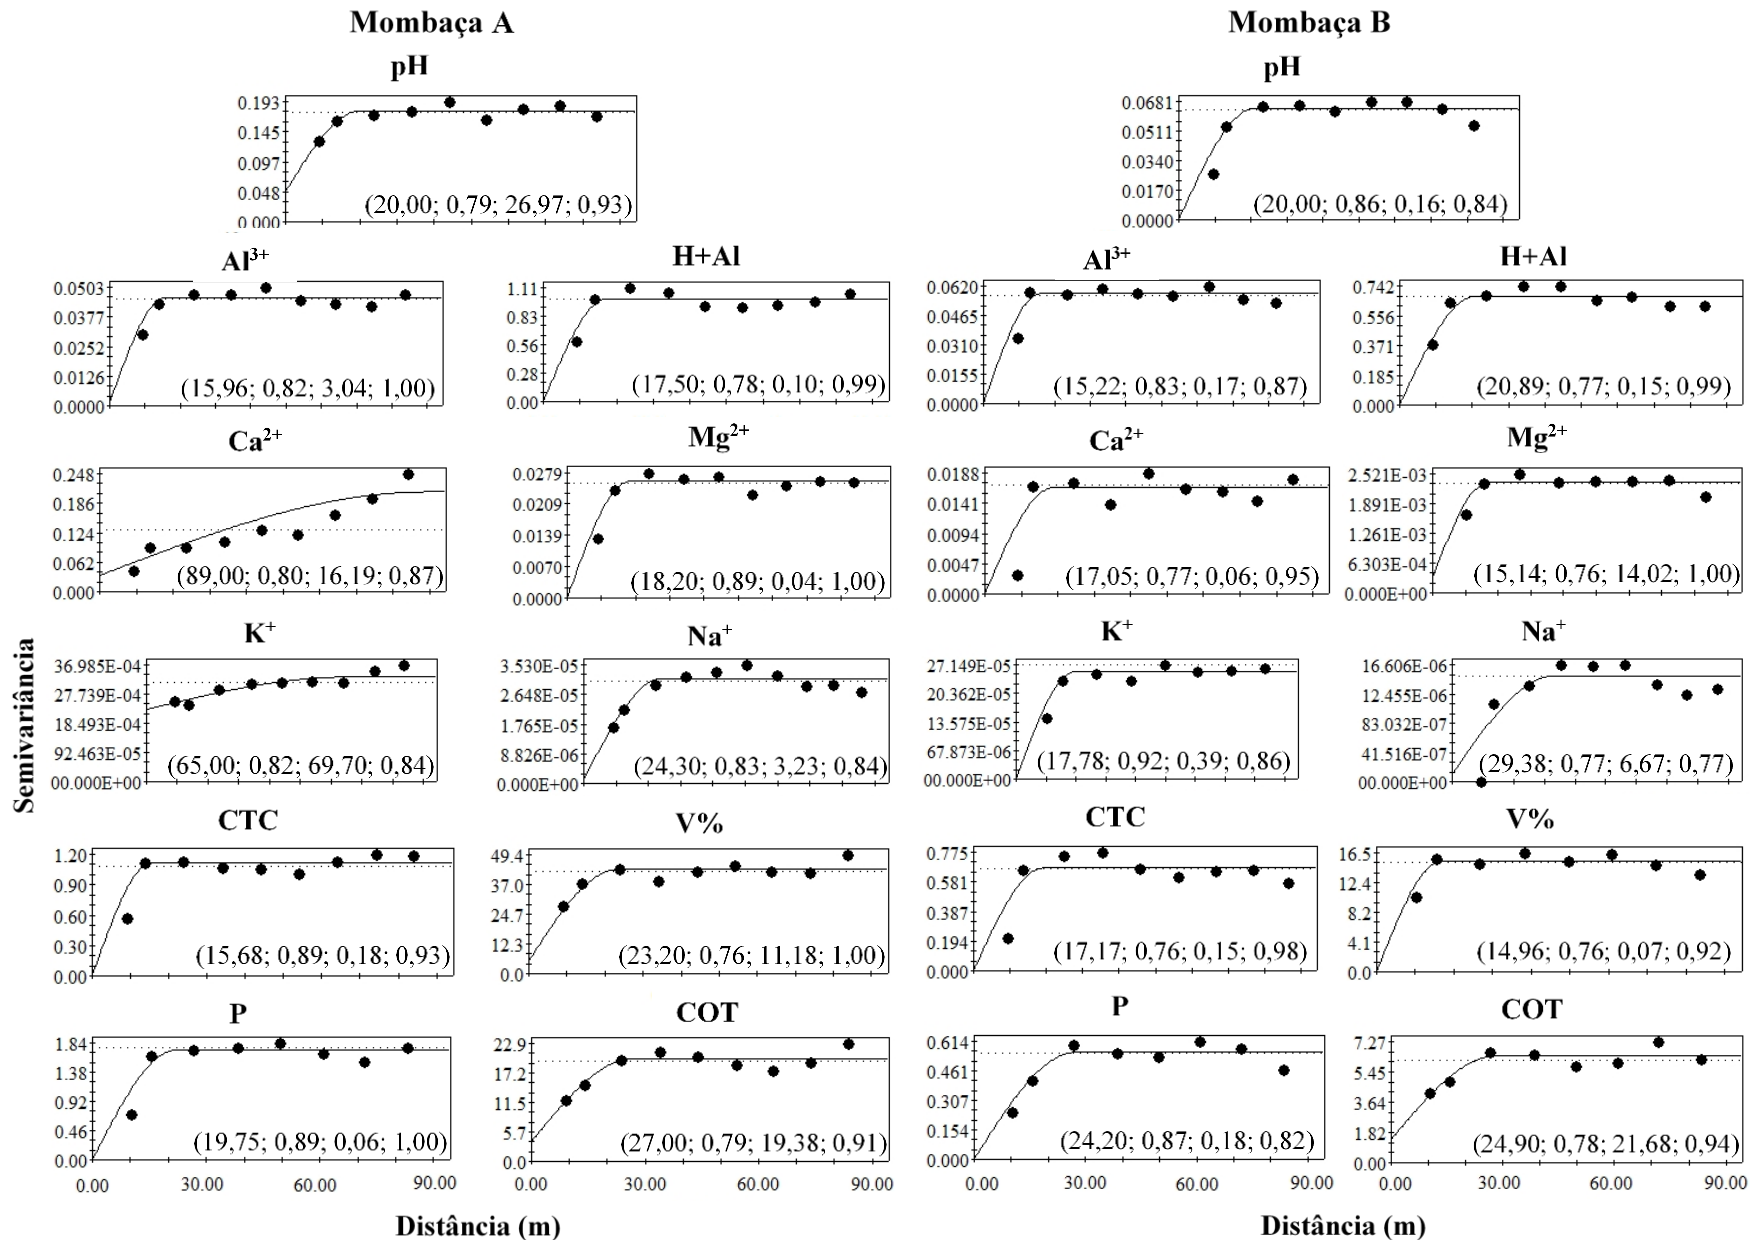 Mombaça A
Mombaça B
pH
0.193
0.145
0.097
0.048
0.000
(20,00; 0,79; 26,97; 0,93)
pH
0.0681
0.0511
0.0340
0.0170
0.0000
(20,00; 0,86; 0,16; 0,84)
Al³⁺
0.0503
0.0377
0.0252
0.0126
0.0000
(15,96; 0,82; 3,04; 1,00)
H+Al
1.11
0.83
0.56
0.28
0.00
(17,50; 0,78; 0,10; 0,99)
Al³⁺
0.0620
0.0465
0.0310
0.0155
0.0000
(15,22; 0,83; 0,17; 0,87)
H+Al
0.742
0.556
0.371
0.185
0.000
(20,89; 0,77; 0,15; 0,99)
Ca²⁺
0.248
0.186
0.124
0.062
0.000
(89,00; 0,80; 16,19; 0,87)
Mg²⁺
0.0279
0.0209
0.0139
0.0070
0.0000
(18,20; 0,89; 0,04; 1,00)
Ca²⁺
0.0188
0.0141
0.0094
0.0047
0.0000
(17,05; 0,77; 0,06; 0,95)
Mg²⁺
2.521E-03
1.891E-03
1.261E-03
6.303E-04
0.000E+00
(15,14; 0,76; 14,02; 1,00)
Semivariância
K⁺
36.985E-04
27.739E-04
18.493E-04
92.463E-05
00.000E+00
(65,00; 0,82; 69,70; 0,84)
Na⁺
3.530E-05
2.648E-05
1.765E-05
8.826E-06
0.000E+00
(24,30; 0,83; 3,23; 0,84)
K⁺
27.149E-05
20.362E-05
13.575E-05
67.873E-06
00.000E+00
(17,78; 0,92; 0,39; 0,86)
Na⁺
16.606E-06
12.455E-06
83.032E-07
41.516E-07
00.000E+00
(29,38; 0,77; 6,67; 0,77)
CTC
1.20
0.90
0.60
0.30
0.00
(15,68; 0,89; 0,18; 0,93)
V%
49.4
37.0
24.7
12.3
0.0
(23,20; 0,76; 11,18; 1,00)
CTC
0.775
0.581
0.387
0.194
0.000
(17,17; 0,76; 0,15; 0,98)
V%
16.5
12.4
8.2
4.1
0.0
(14,96; 0,76; 0,07; 0,92)
P
1.84
1.38
0.92
0.46
0.00
(19,75; 0,89; 0,06; 1,00)
COT
22.9
17.2
11.5
5.7
0.0
(27,00; 0,79; 19,38; 0,91)
P
0.614
0.461
0.307
0.154
0.000
(24,20; 0,87; 0,18; 0,82)
COT
7.27
5.45
3.64
1.82
0.00
(24,90; 0,78; 21,68; 0,94)
0.00 30.00 60.00 90.00
0.00 30.00 60.00 90.00
0.00 30.00 60.00 90.00
0.00 30.00 60.00 90.00
Distância (m)
Distância (m)